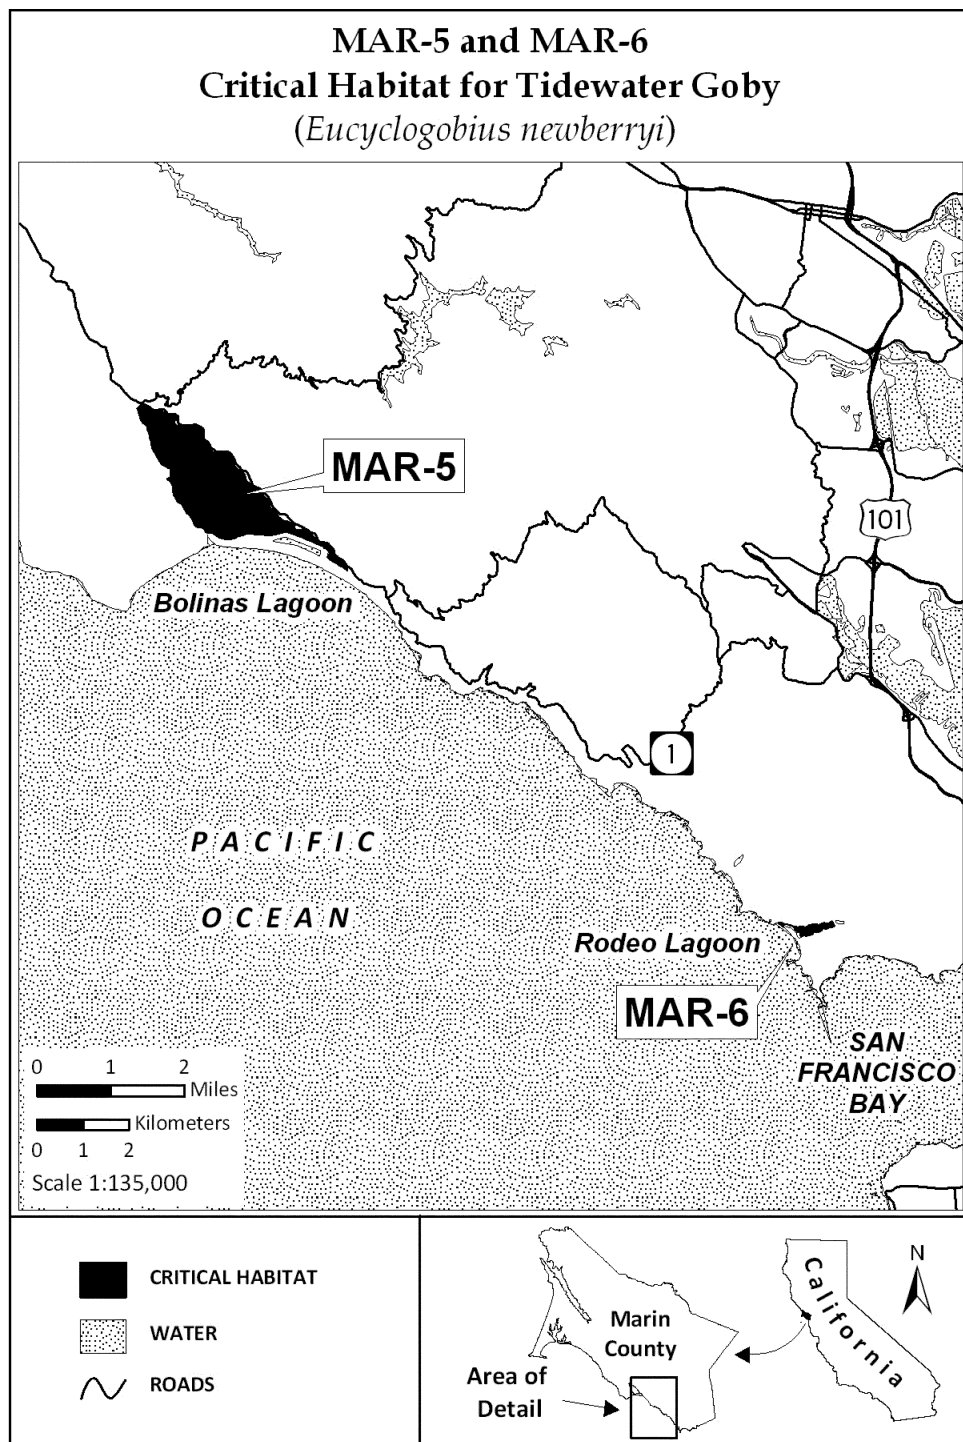 MAR-5 and MAR-6
Critical Habitat for Tidewater Goby
(Eucyclogobius newberryi)
MAR-5
101
Bolinas Lagoon
1
PACIFIC
OCEAN
Rodeo Lagoon
MAR-6
SAN
FRANCISCO
BAY
0 1 2
Miles
Kilometers
0 1 2
Scale 1:135,000
CRITICAL HABITAT
WATER
ROADS
Marin
County
Area of
Detail
California
N